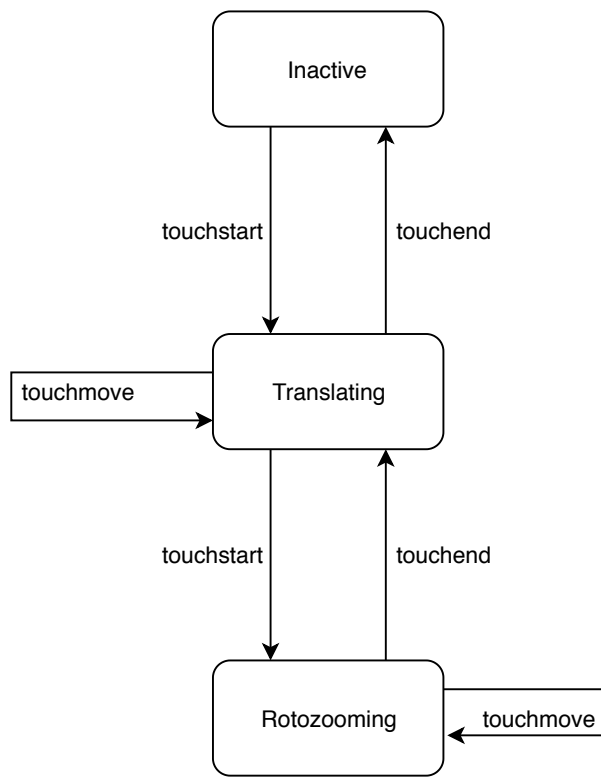 Inactive
touchstart
touchend
touchmove
Translating
touchstart
touchend
Rotozooming
touchmove